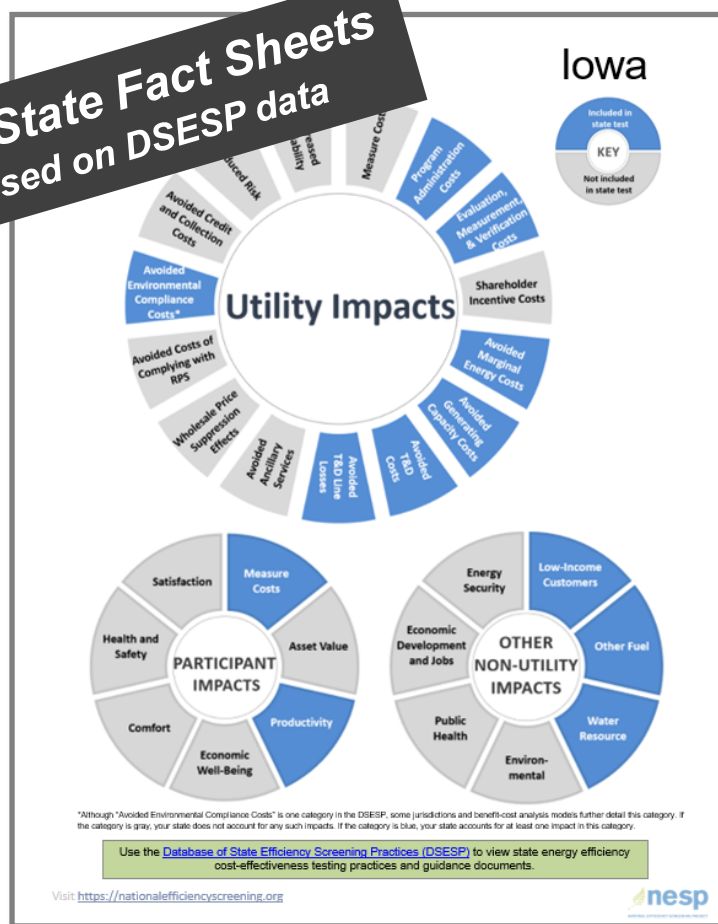 State Fact Sheets
sed on DSESP data
Iowa
Included in
state test
KEY
Not included
in state test
Measure Cost
Program
Administration
Costs
Evaluation,
Measurement,
& Verification
Costs
Shareholder
Incentive Costs
Avoided
Marginal
Energy Costs
Avoided
Generating
Capacity Costs
Avoided
T&D
Costs
Avoided
T&D Line
Losses
Avoided
Ancillary
Services
Wholesale Price
Suppression
Effects
Avoided Costs of
Complying with
RPS
Avoided
Environmental
Compliance
Costs*
Avoided Credit
and Collection
Costs
duced Risk
eased
ability
Utility Impacts
PARTICIPANT
IMPACTS
Measure
Costs
Asset Value
Productivity
Economic
Well-Being
Comfort
Health and
Safety
Satisfaction
OTHER
NON-UTILITY
IMPACTS
Low-Income
Customers
Other Fuel
Water
Resource
Environ-
mental
Public
Health
Economic
Development
and Jobs
Energy
Security
*Although "Avoided Environmental Compliance Costs" is one category in the DSESP, some jurisdictions and benefit-cost analysis models further detail this category. If
the category is gray, your state does not account for any such impacts. If the category is blue, your state accounts for at least one impact in this category.
Use the Database of State Efficiency Screening Practices (DSESP) to view state energy efficiency
cost-effectiveness testing practices and guidance documents.
Visit https://nationalefficiencyscreening.org
nesp
NATIONAL EFFICIENCY SCREENING PROJECT